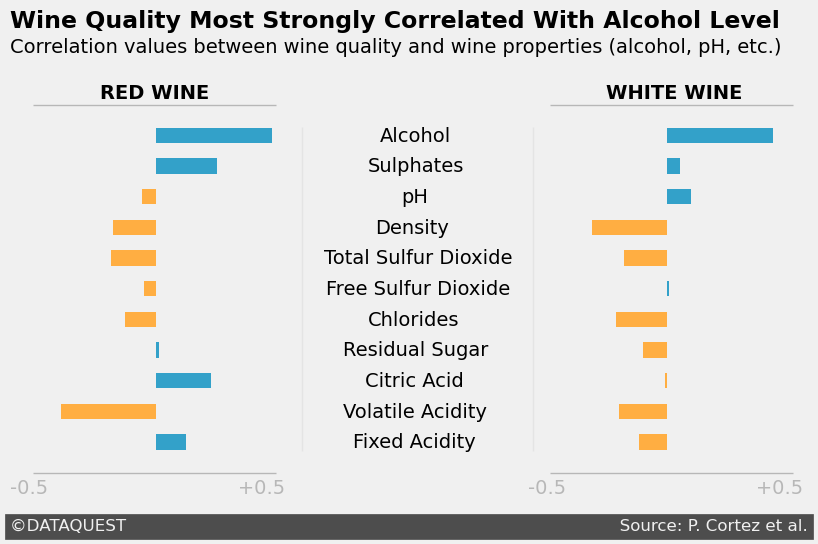 Wine Quality Most Strongly Correlated With Alcohol Level
Correlation values between wine quality and wine properties (alcohol, pH, etc.)
RED WINE
WHITE WINE
Alcohol
Sulphates
pH
Density
Total Sulfur Dioxide
Free Sulfur Dioxide
Chlorides
Residual Sugar
Citric Acid
Volatile Acidity
Fixed Acidity
-0.5 +0.5
-0.5 +0.5
©DATAQUEST
Source: P. Cortez et al.